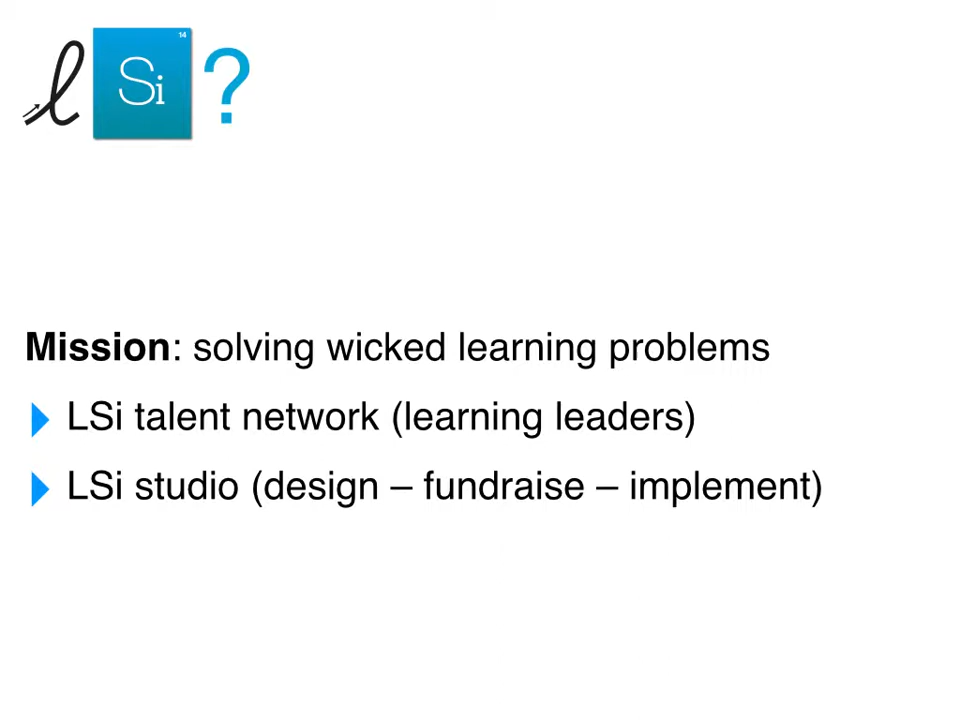 l Si 14 ?
Mission: solving wicked learning problems
LSi talent network (learning leaders)
LSi studio (design – fundraise – implement)